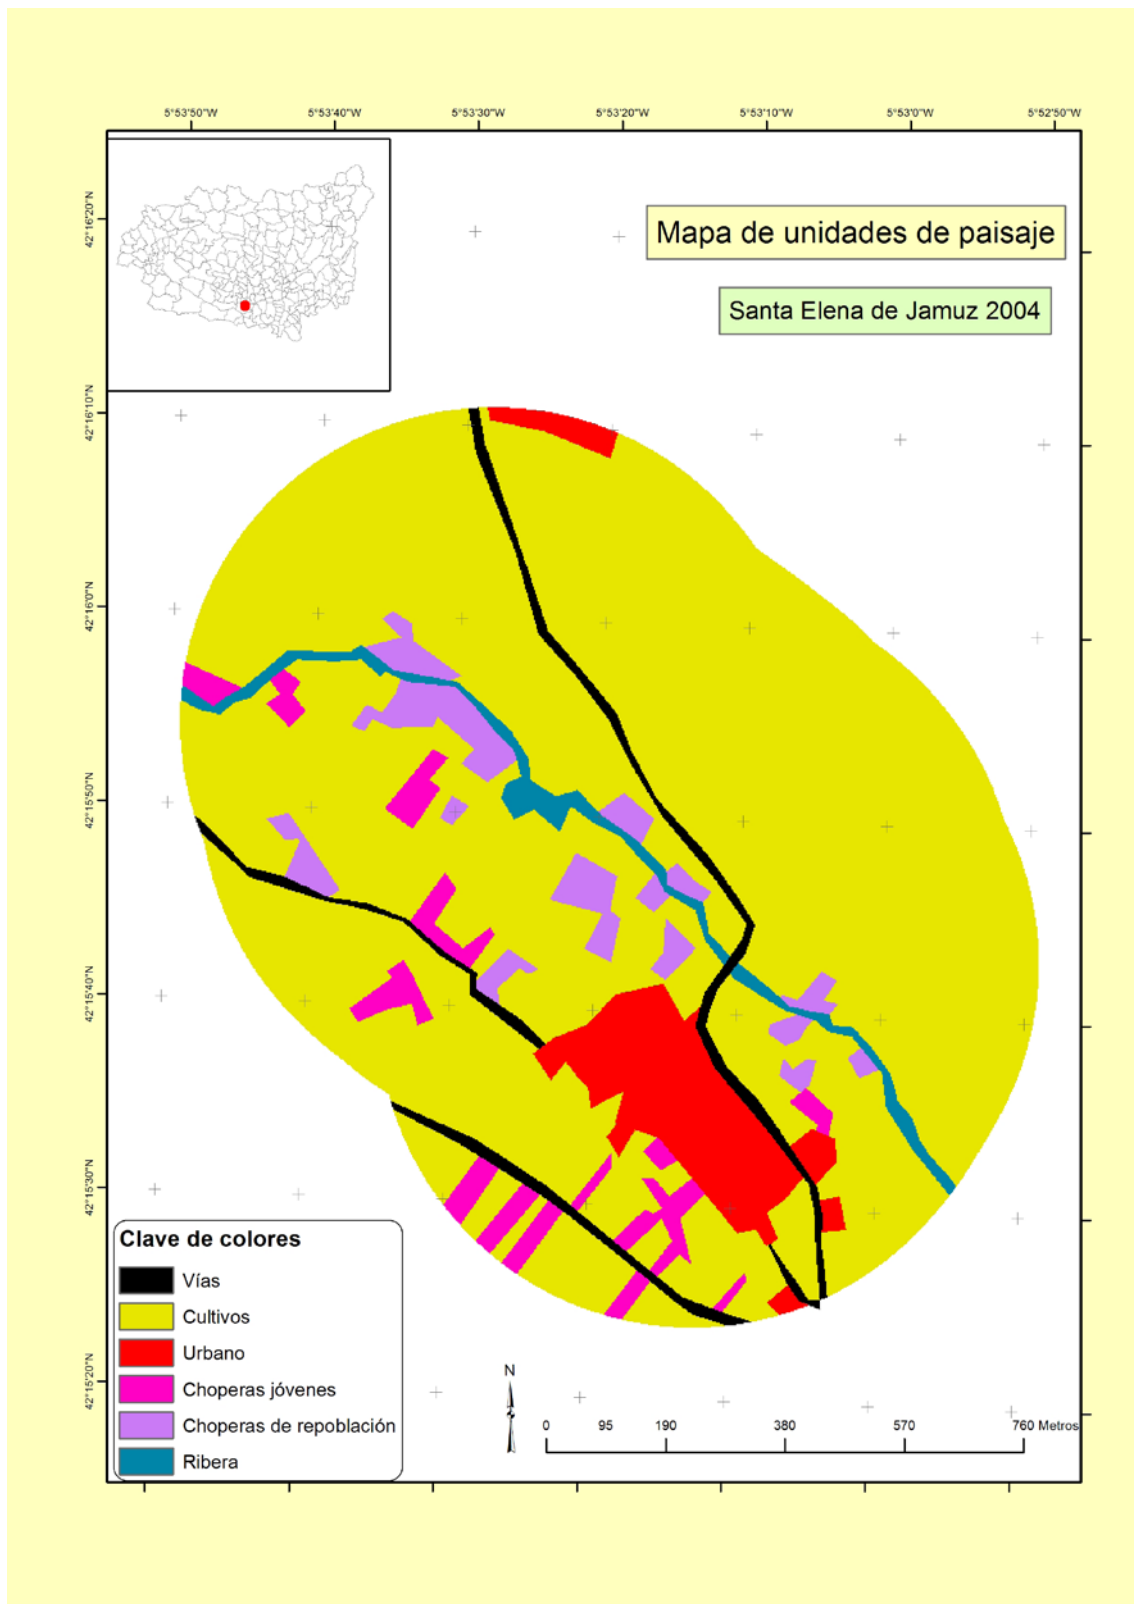 5°53'50"W 5°53'40"W 5°53'30"W 5°53'20"W 5°53'10"W 5°53'0"W 5°52'50"W
42°16'20"N
Mapa de unidades de paisaje
Santa Elena de Jamuz 2004
42°16'10"N
42°16'0"N
42°15'50"N
42°15'40"N
42°15'30"N
42°15'20"N
Clave de colores
Vías
Cultivos
Urbano
Choperas jóvenes
Choperas de repoblación
Ribera
N
0 95 190 380 570 760 Metros